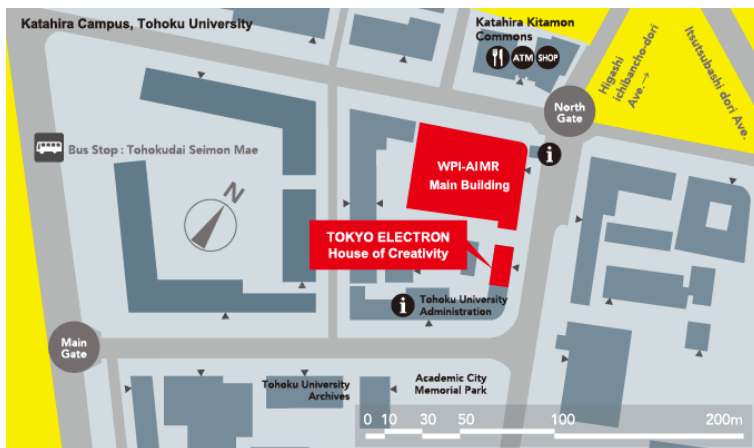 Katahira Campus, Tohoku University
Katahira Kitamon
Commons
ATM SHOP
Higashi
ichibancho-dori
Ave.→
Itsutsubashi dori Ave.
North
Gate
Bus Stop : Tohokudai Seimon Mae
WPI-AIMR
Main Building
N
TOKYO ELECTRON
House of Creativity
Tohoku University
Administration
Main
Gate
Tohoku University
Archives
Academic City
Memorial Park
0 10 30 50 100 200m